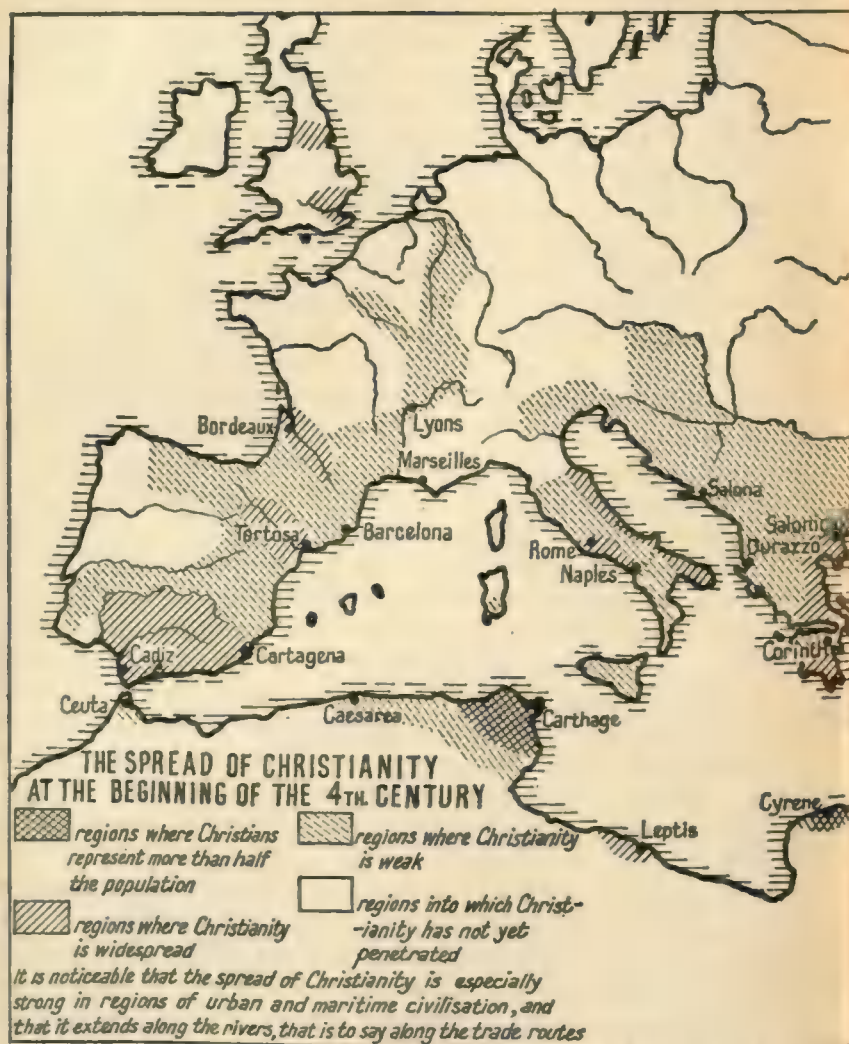 Bordeaux
Lyons
Marseilles
Salona
Tortosa
Barcelona
Rome
Naples
Salonic
Durazzo
Cadiz
Cartagena
Corinth
Ceuta
Caesarea
Carthage
THE SPREAD OF CHRISTIANITY
AT THE BEGINNING OF THE 4TH. CENTURY
Cyrene
Leptis
regions where Christians
represent more than half
the population
regions where Christianity
is weak
regions where Christianity
is widespread
regions into which Christ-
-ianity has not yet
penetrated
It is noticeable that the spread of Christianity is especially
strong in regions of urban and maritime civilisation, and
that it extends along the rivers, that is to say along the trade routes